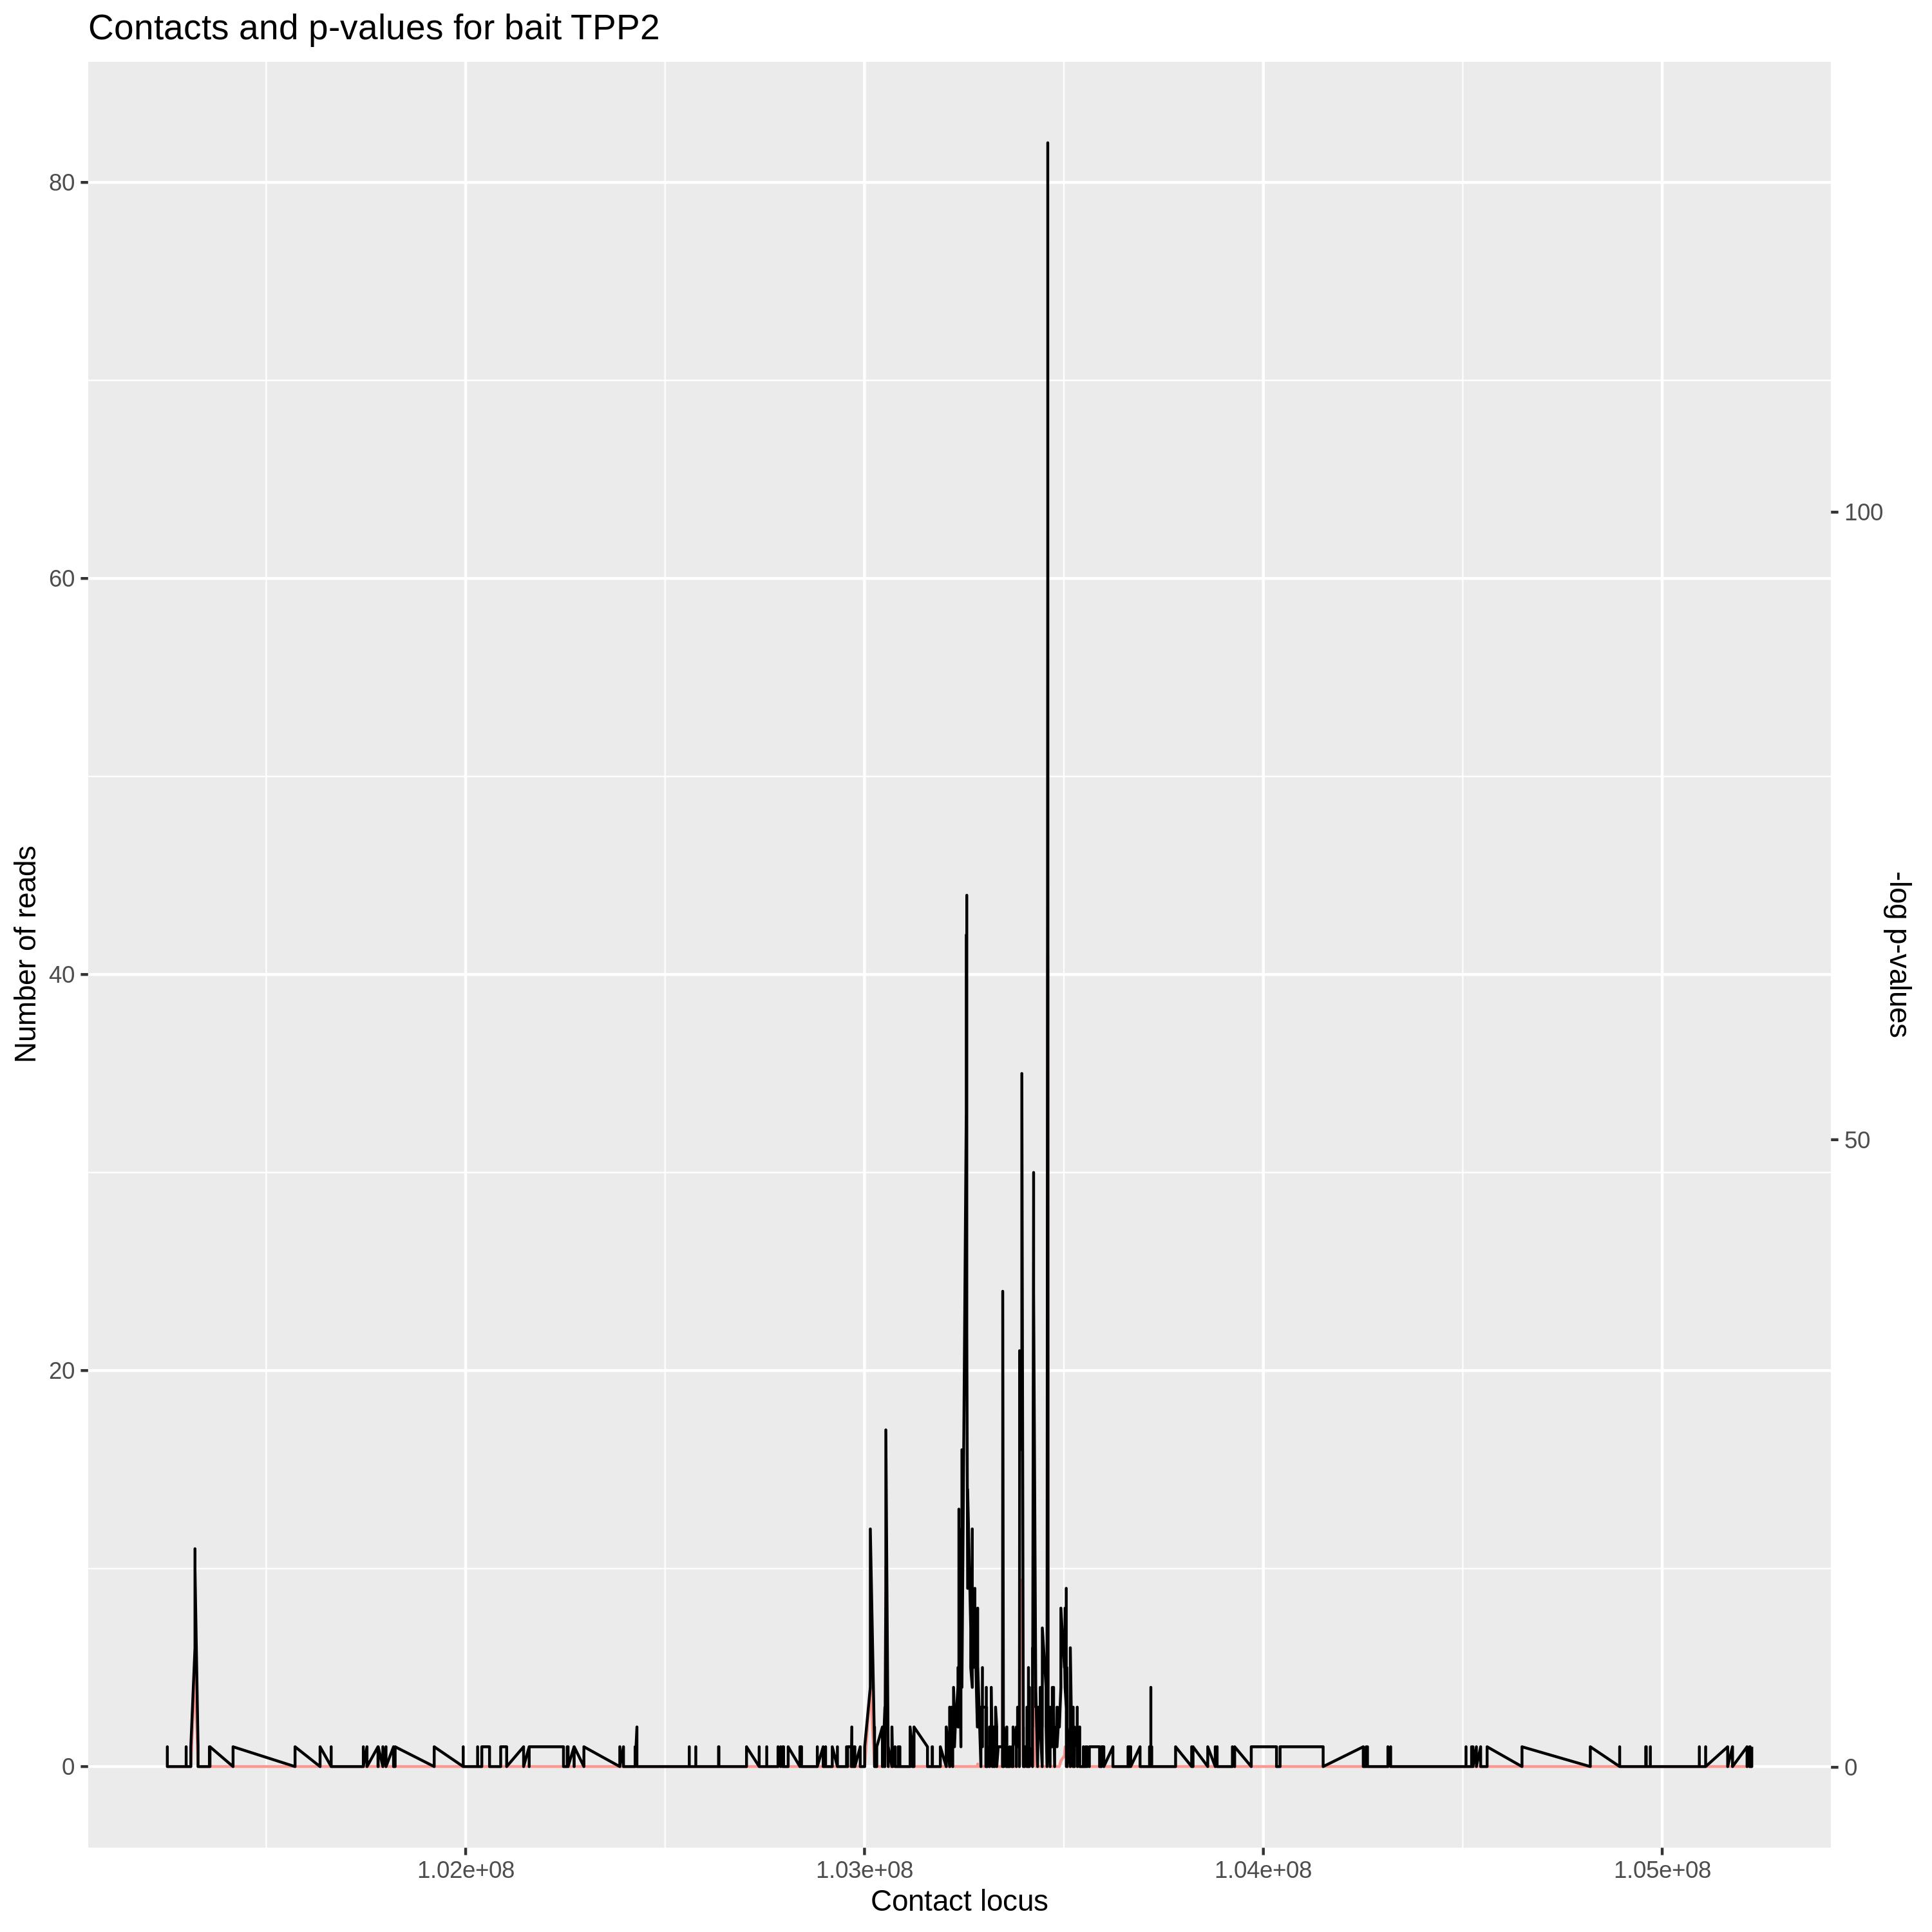 Contacts and p-values for bait TPP2
80
60
40
20
0
Number of reads
100
50
0
-log p-values
1.02e+08
1.03e+08
1.04e+08
1.05e+08
Contact locus